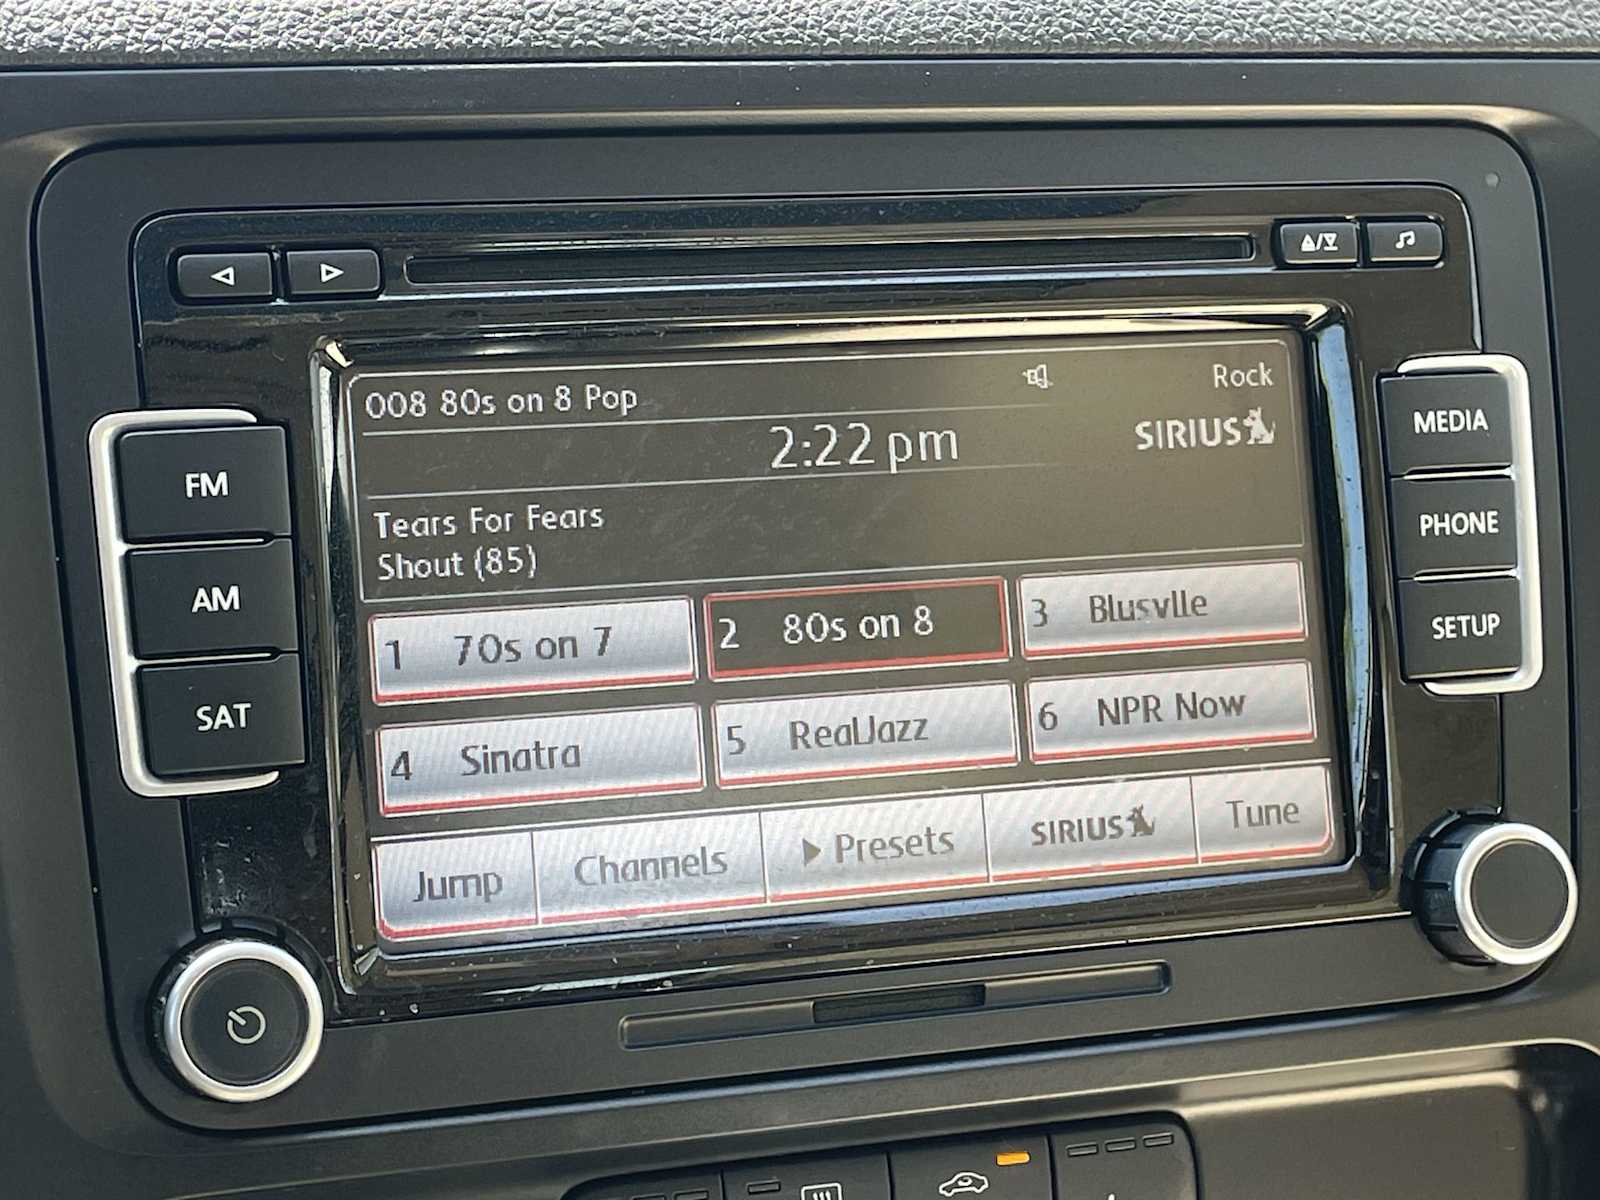 008 80s on 8 Pop
Rock
2:22 pm
SIRIUS
Tears For Fears
Shout (85)
1 70s on 7
2 80s on 8
3 Blusvlle
4 Sinatra
5 RealJazz
6 NPR Now
Jump
Channels
Presets
SIRIUS
Tune
FM
AM
SAT
MEDIA
PHONE
SETUP